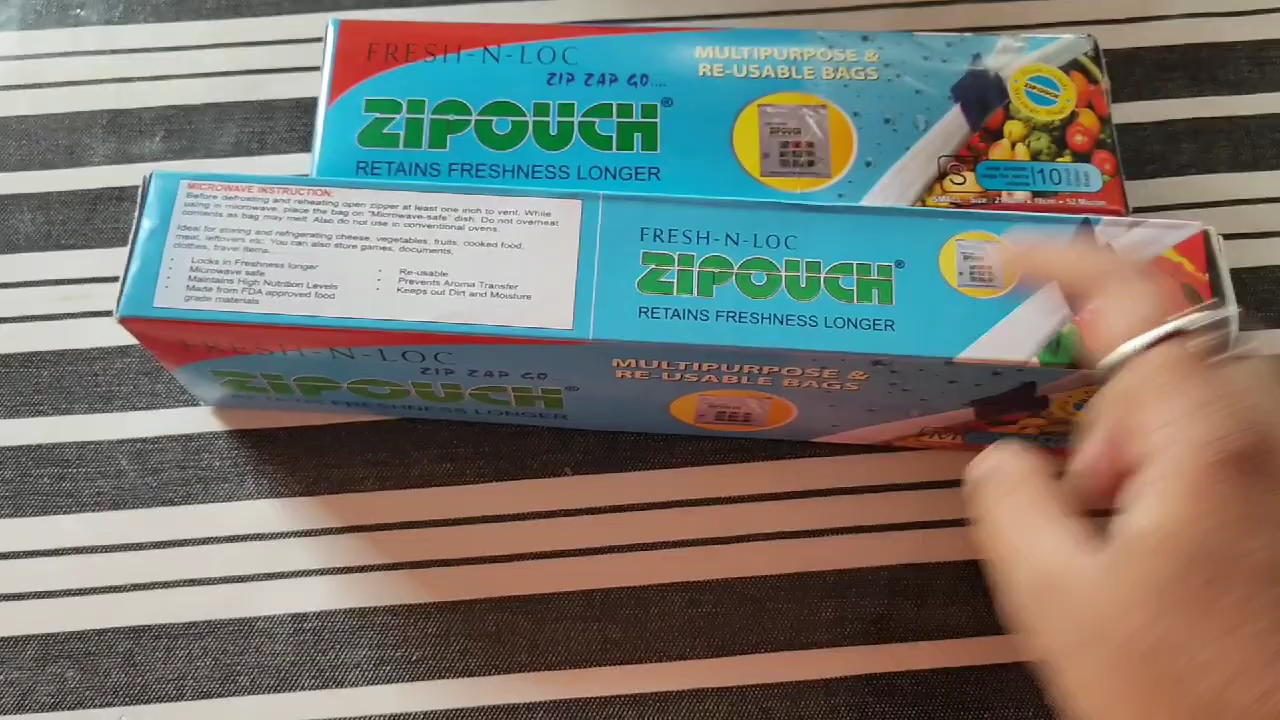 FRESH-N-LOC
ZIP ZAP GO....
ZIPOUCH®
RETAINS FRESHNESS LONGER
MULTIPURPOSE &
RE-USABLE BAGS
ZIPOUCH
ZIPOUCH
S
10
MICROWAVE INSTRUCTION:
Before defrosting and reheating open zipper at least one inch to vent. While
using in microwave, place the bag on "Microwave-safe" dish. Do not overheat
contents as bag may melt. Also do not use in conventional ovens.
Ideal for storing and refrigerating cheese, vegetables, fruits, cooked food,
meat, leftovers etc. You can also store games, documents,
clothes, travel items....
• Locks in Freshness longer
• Microwave safe
• Maintains High Nutrition Levels
• Made from FDA approved food
grade materials
• Re-usable
• Prevents Aroma Transfer
• Keeps out Dirt and Moisture
FRESH-N-LOC
ZIPOUCH®
RETAINS FRESHNESS LONGER
FRESH-N-LOC
ZIP ZAP GO
ZIPOUCH®
FRESHNESS LONGER
MULTIPURPOSE &
RE-USABLE BAGS
M